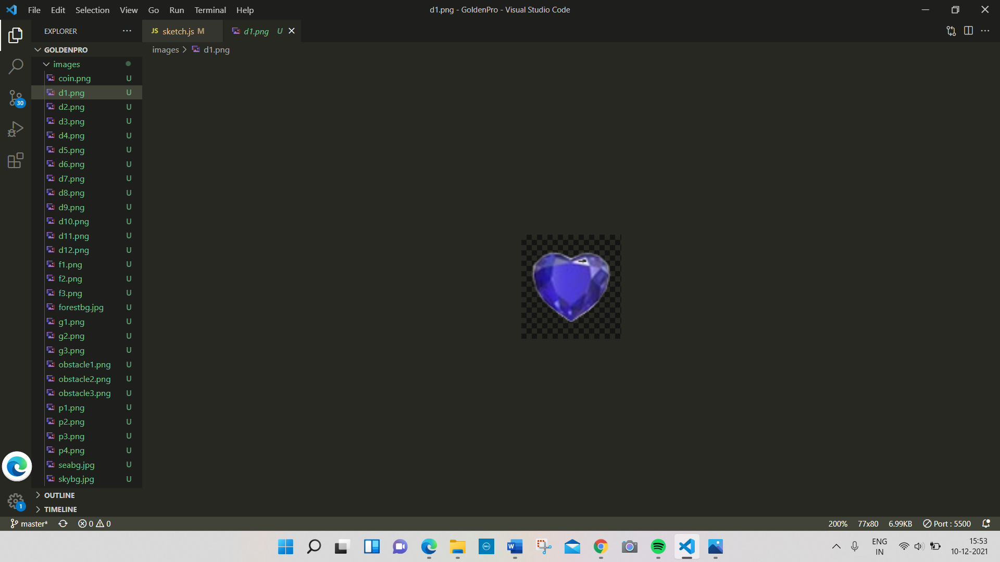 File Edit Selection View Go Run Terminal Help
d1.png - GoldenPro - Visual Studio Code
EXPLORER
JS sketch.js M
d1.png U
GOLDENPRO
images > d1.png
images
coin.png U
d1.png U
d2.png U
d3.png U
d4.png U
d5.png U
d6.png U
d7.png U
d8.png U
d9.png U
d10.png U
d11.png U
d12.png U
f1.png U
f2.png U
f3.png U
forestbg.jpg U
g1.png U
g2.png U
g3.png U
obstacle1.png U
obstacle2.png U
obstacle3.png U
p1.png U
p2.png U
p3.png U
p4.png U
seabg.jpg U
skybg.jpg U
30
1
OUTLINE
TIMELINE
master* 0 0
200% 77x80 6.99KB Port : 5500
DELL
W
ENG
IN
15:53
10-12-2021